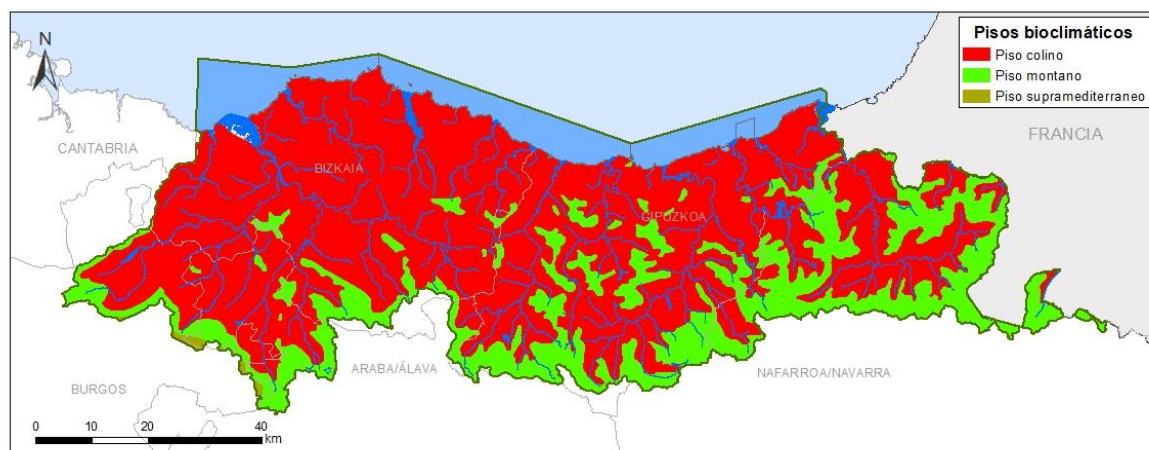 N
Pisos bioclimáticos
Piso colino
Piso montano
Piso supramediterraneo
FRANCIA
CANTABRIA
BIZKAIA
GIPUZKOA
ARABA/ÁLAVA
NAFARROA/NAVARRA
BURGOS
0 10 20 40
km